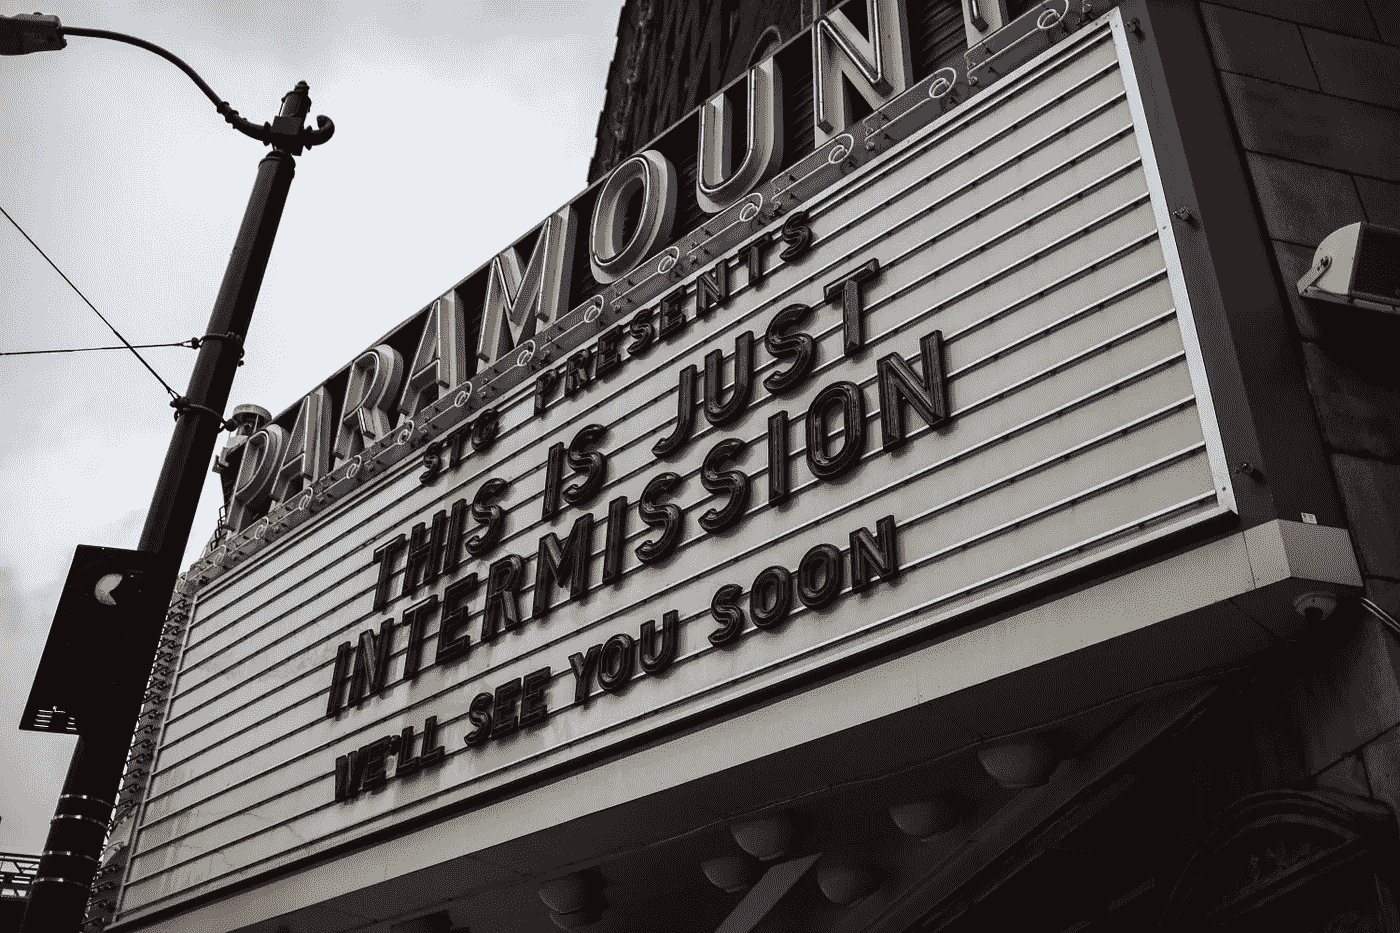 PARAMOUNT
STG PRESENTS
THIS IS JUST
INTERMISSION
WE'LL SEE YOU SOON